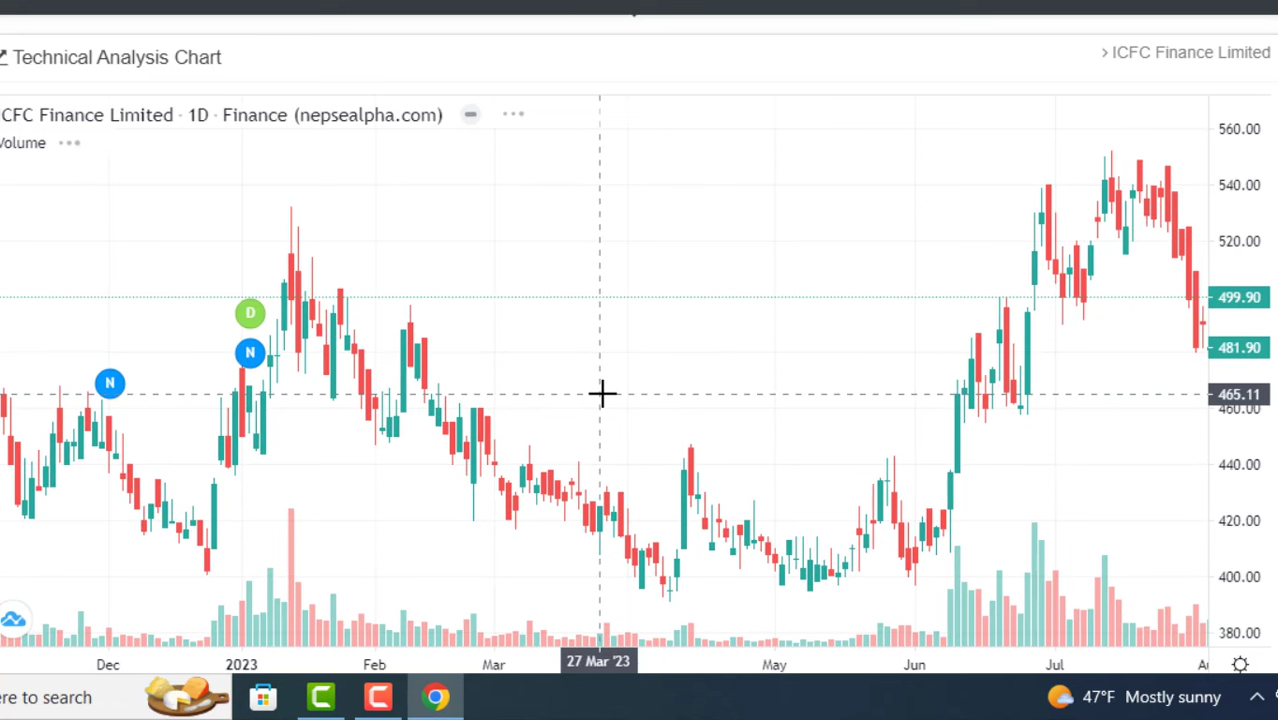 Technical Analysis Chart
ICFC Finance Limited
ICFC Finance Limited · 1D · Finance (nepsealpha.com)
Volume
560.00
540.00
520.00
D
499.90
N
481.90
N
465.11
460.00
440.00
420.00
400.00
380.00
Dec 2023 Feb Mar 27 Mar '23 May Jun Jul
ere to search
47°F Mostly sunny